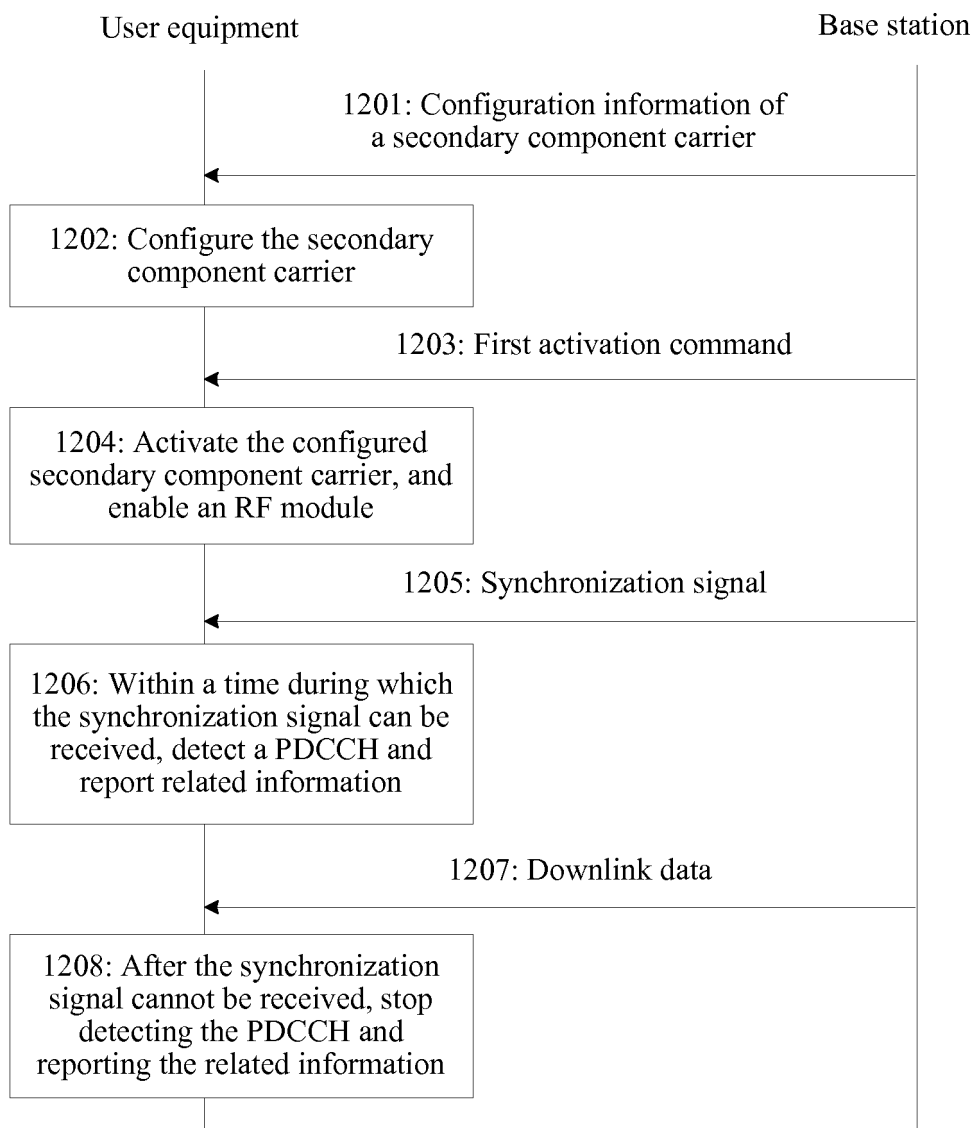 User equipment
Base station
1201: Configuration information of
a secondary component carrier
1202: Configure the secondary
component carrier
1203: First activation command
1204: Activate the configured
secondary component carrier, and
enable an RF module
1205: Synchronization signal
1206: Within a time during which
the synchronization signal can be
received, detect a PDCCH and
report related information
1207: Downlink data
1208: After the synchronization
signal cannot be received, stop
detecting the PDCCH and
reporting the related information